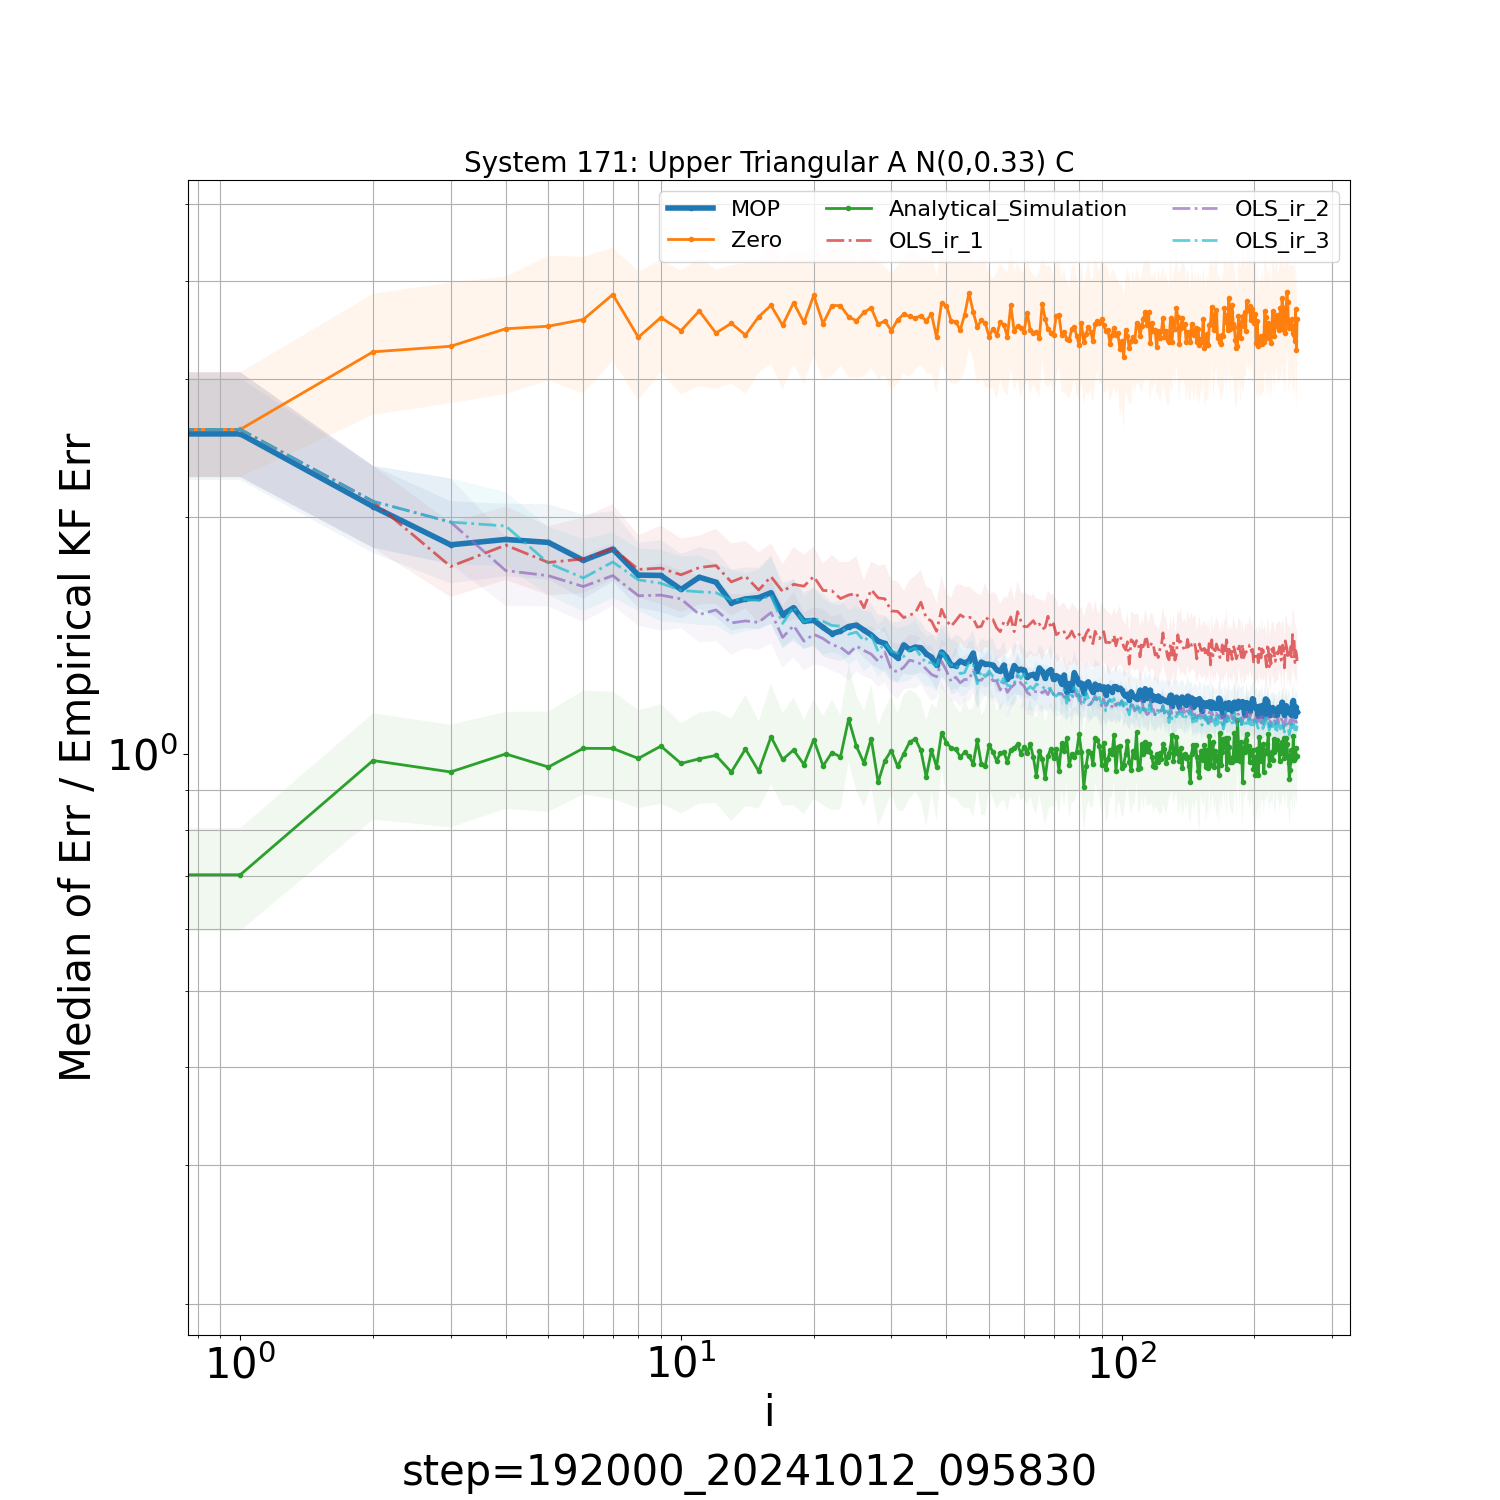 System 171: Upper Triangular A N(0,0.33) C
MOP
Zero
Analytical_Simulation
OLS_ir_1
OLS_ir_2
OLS_ir_3
Median of Err / Empirical KF Err
10⁰
10⁰ 10¹ 10²
i
step=192000_20241012_095830